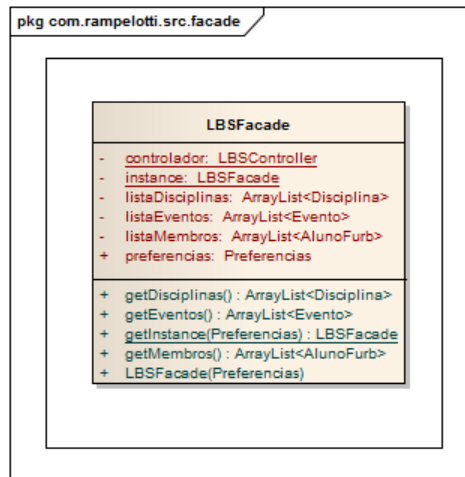 pkg com.rampelotti.src.facade
LBSFacade
- controlador: LBSController
- instance: LBSFacade
- listaDisciplinas: ArrayList<Disciplina>
- listaEventos: ArrayList<Evento>
- listaMembros: ArrayList<AlunoFurb>
+ preferencias: Preferencias
+ getDisciplinas() : ArrayList<Disciplina>
+ getEventos() : ArrayList<Evento>
+ getInstance(Preferencias) : LBSFacade
+ getMembros() : ArrayList<AlunoFurb>
+ LBSFacade(Preferencias)